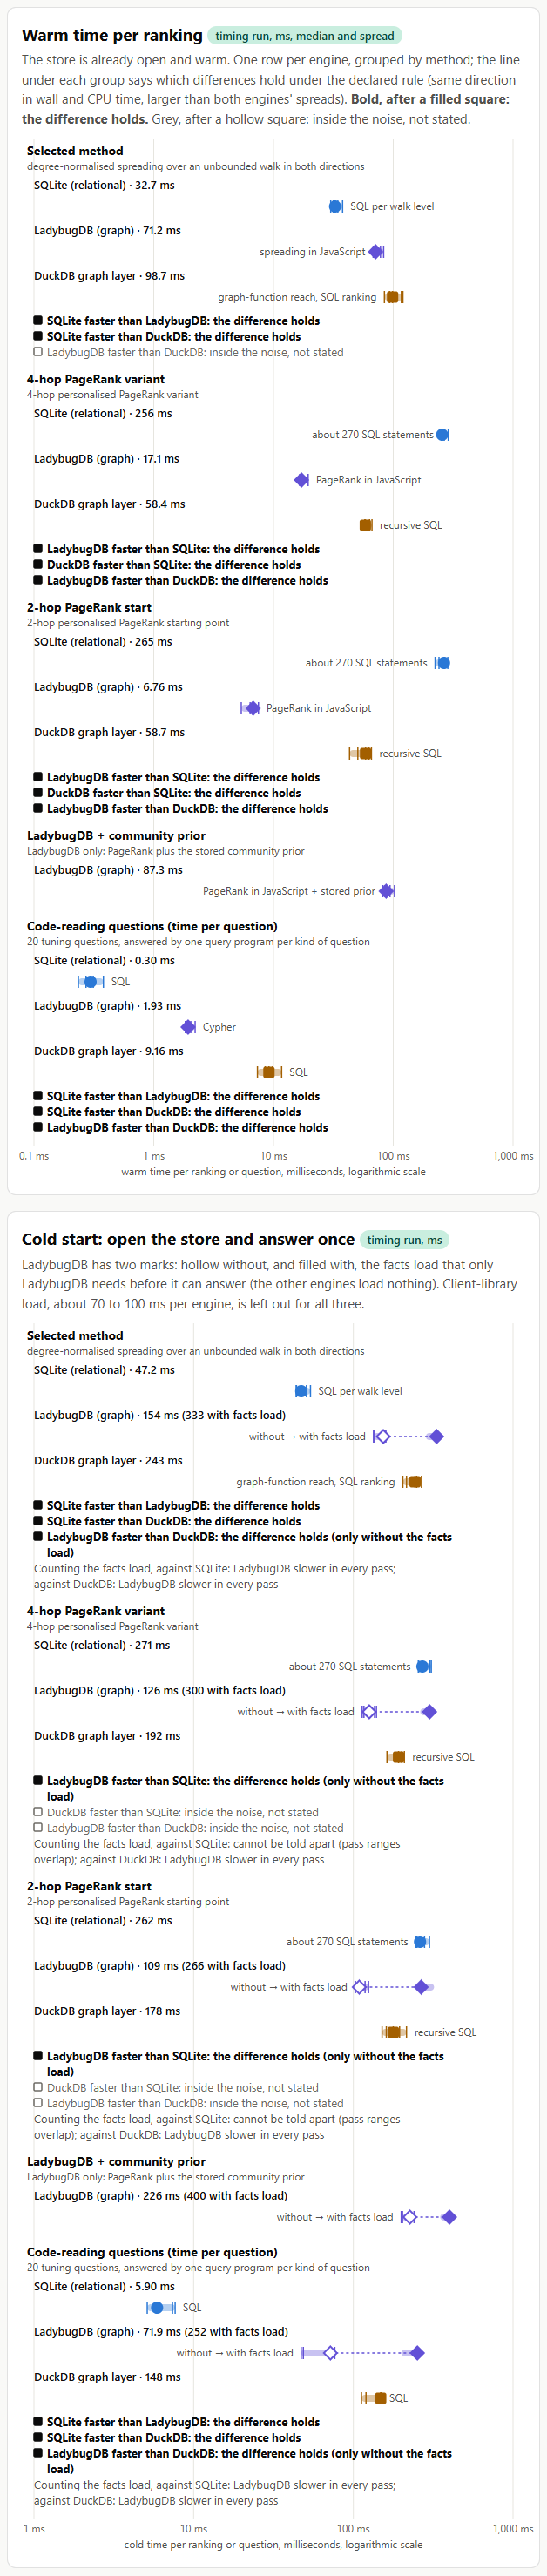 Warm time per ranking timing run, ms, median and spread
The store is already open and warm. One row per engine, grouped by method; the line
under each group says which differences hold under the declared rule (same direction
in wall and CPU time, larger than both engines' spreads). Bold, after a filled square:
the difference holds. Grey, after a hollow square: inside the noise, not stated.
Selected method
degree-normalised spreading over an unbounded walk in both directions
SQLite (relational) · 32.7 ms
SQL per walk level
LadybugDB (graph) · 71.2 ms
spreading in JavaScript
DuckDB graph layer · 98.7 ms
graph-function reach, SQL ranking
SQLite faster than LadybugDB: the difference holds
SQLite faster than DuckDB: the difference holds
LadybugDB faster than DuckDB: inside the noise, not stated
4-hop PageRank variant
4-hop personalised PageRank variant
SQLite (relational) · 256 ms
about 270 SQL statements
LadybugDB (graph) · 17.1 ms
PageRank in JavaScript
DuckDB graph layer · 58.4 ms
recursive SQL
LadybugDB faster than SQLite: the difference holds
DuckDB faster than SQLite: the difference holds
LadybugDB faster than DuckDB: the difference holds
2-hop PageRank start
2-hop personalised PageRank starting point
SQLite (relational) · 265 ms
about 270 SQL statements
LadybugDB (graph) · 6.76 ms
PageRank in JavaScript
DuckDB graph layer · 58.7 ms
recursive SQL
LadybugDB faster than SQLite: the difference holds
DuckDB faster than SQLite: the difference holds
LadybugDB faster than DuckDB: the difference holds
LadybugDB + community prior
LadybugDB only: PageRank plus the stored community prior
LadybugDB (graph) · 87.3 ms
PageRank in JavaScript + stored prior
Code-reading questions (time per question)
20 tuning questions, answered by one query program per kind of question
SQLite (relational) · 0.30 ms
SQL
LadybugDB (graph) · 1.93 ms
Cypher
DuckDB graph layer · 9.16 ms
SQL
SQLite faster than LadybugDB: the difference holds
SQLite faster than DuckDB: the difference holds
LadybugDB faster than DuckDB: the difference holds
0.1 ms 1 ms 10 ms 100 ms 1,000 ms
warm time per ranking or question, milliseconds, logarithmic scale
Cold start: open the store and answer once timing run, ms
LadybugDB has two marks: hollow without, and filled with, the facts load that only
LadybugDB needs before it can answer (the other engines load nothing). Client-library
load, about 70 to 100 ms per engine, is left out for all three.
Selected method
degree-normalised spreading over an unbounded walk in both directions
SQLite (relational) · 47.2 ms
SQL per walk level
LadybugDB (graph) · 154 ms (333 with facts load)
without → with facts load
DuckDB graph layer · 243 ms
graph-function reach, SQL ranking
SQLite faster than LadybugDB: the difference holds
SQLite faster than DuckDB: the difference holds
LadybugDB faster than DuckDB: the difference holds (only without the facts
load)
Counting the facts load, against SQLite: LadybugDB slower in every pass;
against DuckDB: LadybugDB slower in every pass
4-hop PageRank variant
4-hop personalised PageRank variant
SQLite (relational) · 271 ms
about 270 SQL statements
LadybugDB (graph) · 126 ms (300 with facts load)
without → with facts load
DuckDB graph layer · 192 ms
recursive SQL
LadybugDB faster than SQLite: the difference holds (only without the facts
load)
DuckDB faster than SQLite: inside the noise, not stated
LadybugDB faster than DuckDB: inside the noise, not stated
Counting the facts load, against SQLite: cannot be told apart (pass ranges
overlap); against DuckDB: LadybugDB slower in every pass
2-hop PageRank start
2-hop personalised PageRank starting point
SQLite (relational) · 262 ms
about 270 SQL statements
LadybugDB (graph) · 109 ms (266 with facts load)
without → with facts load
DuckDB graph layer · 178 ms
recursive SQL
LadybugDB faster than SQLite: the difference holds (only without the facts
load)
DuckDB faster than SQLite: inside the noise, not stated
LadybugDB faster than DuckDB: inside the noise, not stated
Counting the facts load, against SQLite: cannot be told apart (pass ranges
overlap); against DuckDB: LadybugDB slower in every pass
LadybugDB + community prior
LadybugDB only: PageRank plus the stored community prior
LadybugDB (graph) · 226 ms (400 with facts load)
without → with facts load
Code-reading questions (time per question)
20 tuning questions, answered by one query program per kind of question
SQLite (relational) · 5.90 ms
SQL
LadybugDB (graph) · 71.9 ms (252 with facts load)
without → with facts load
DuckDB graph layer · 148 ms
SQL
SQLite faster than LadybugDB: the difference holds
SQLite faster than DuckDB: the difference holds
LadybugDB faster than DuckDB: the difference holds (only without the facts
load)
Counting the facts load, against SQLite: LadybugDB slower in every pass;
against DuckDB: LadybugDB slower in every pass
1 ms 10 ms 100 ms 1,000 ms
cold time per ranking or question, milliseconds, logarithmic scale